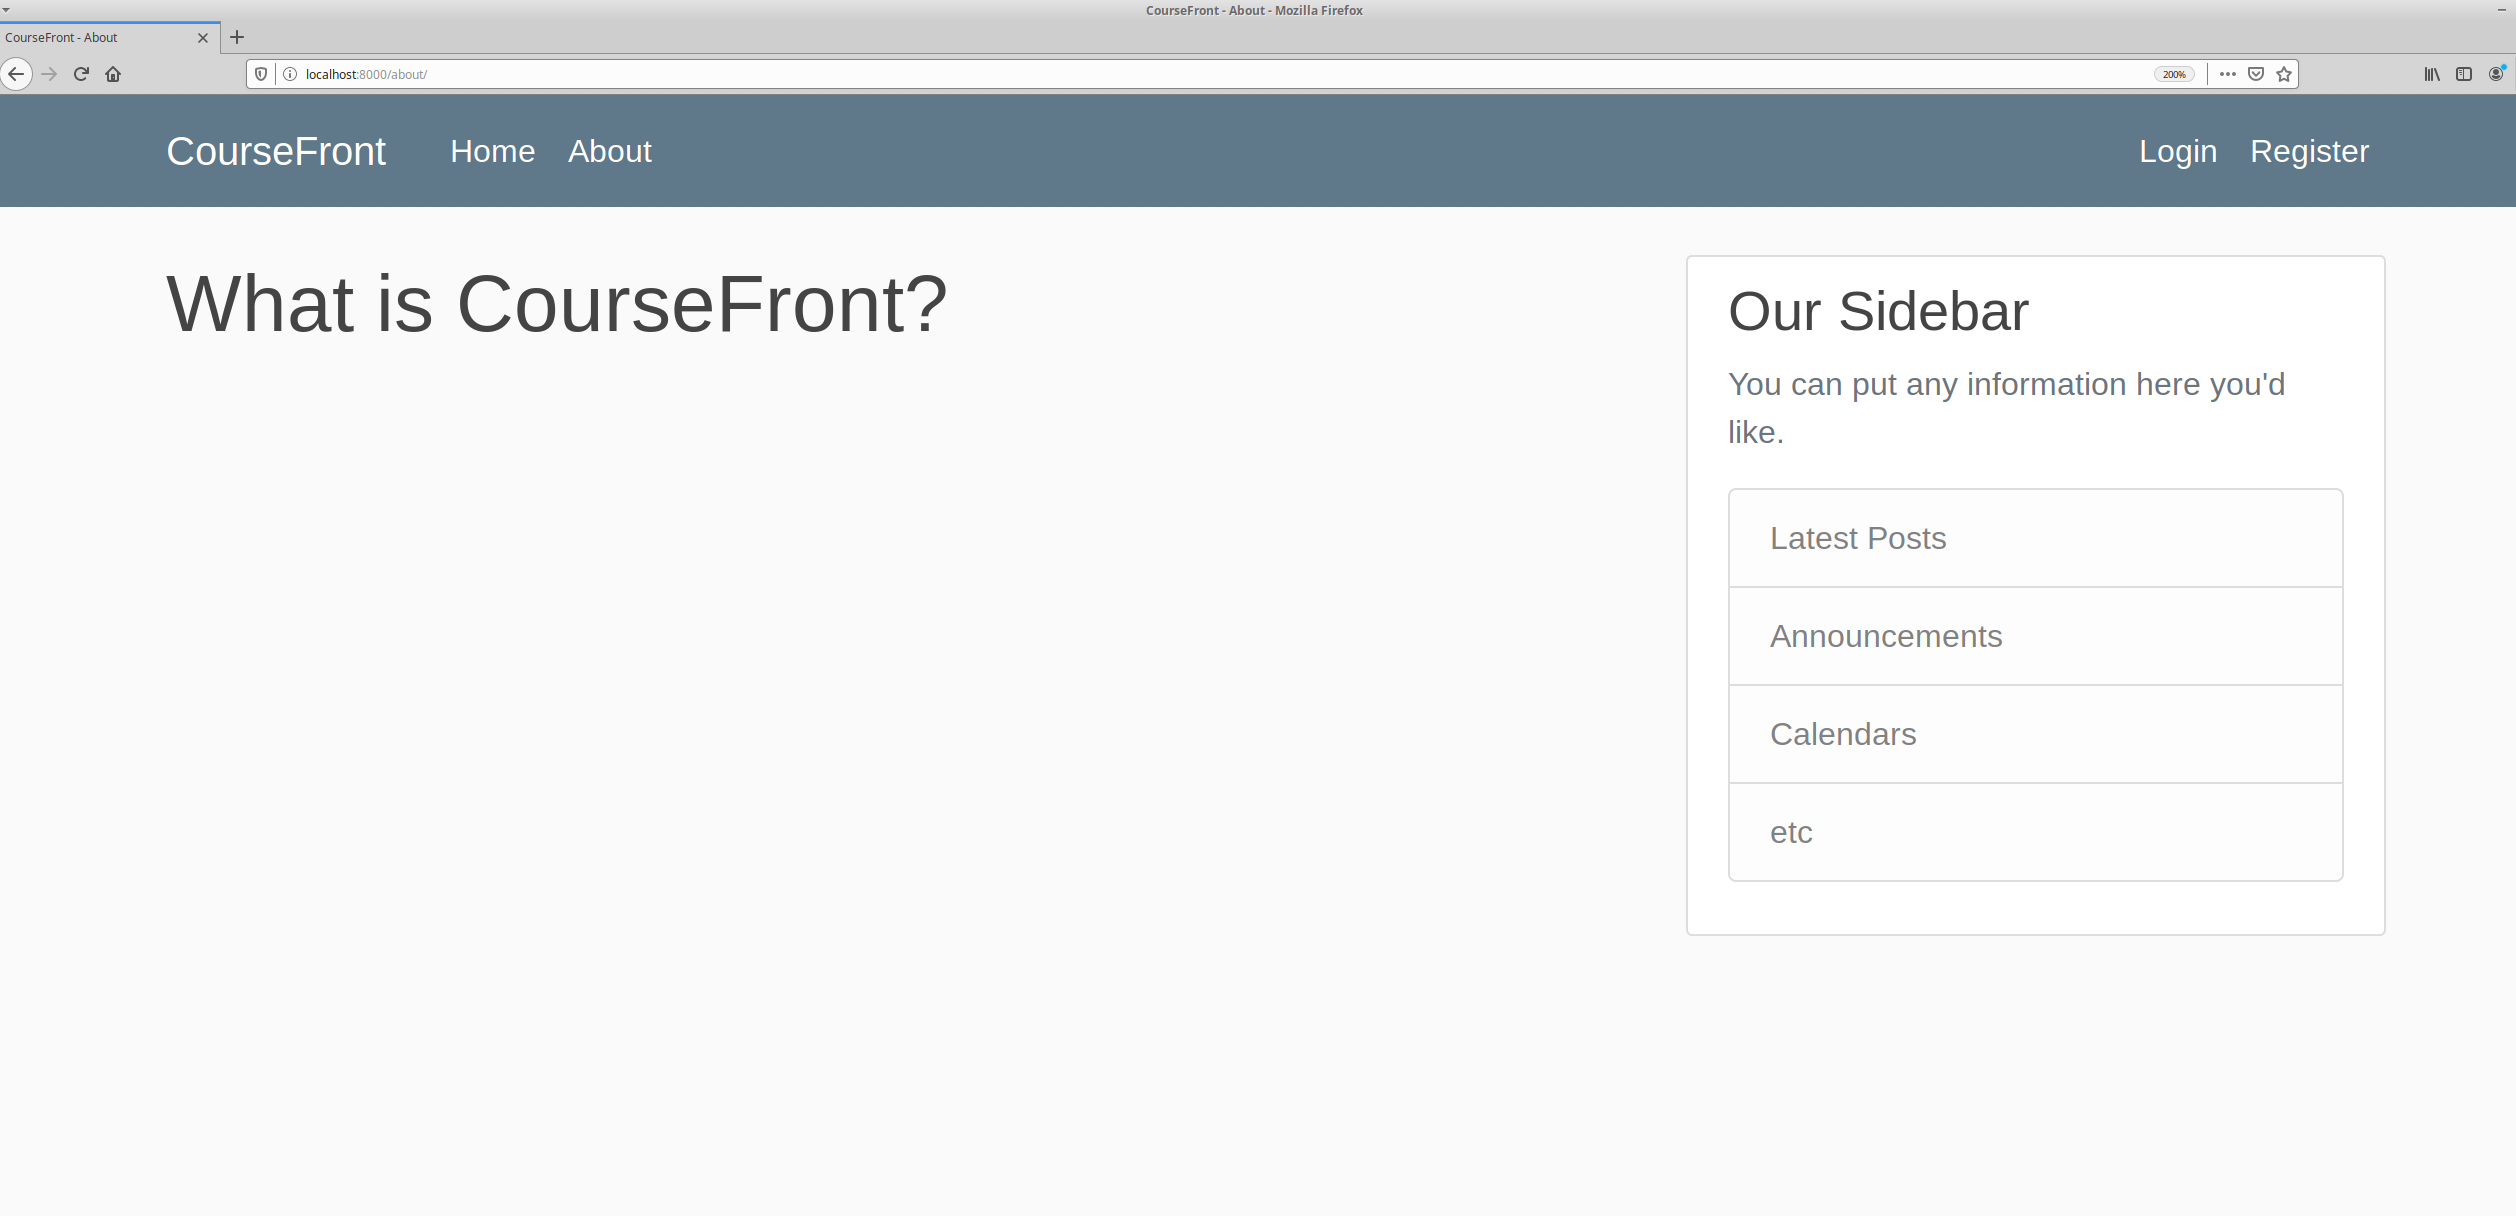 CourseFront - About - Mozilla Firefox
CourseFront - About
localhost:8000/about/
200%
CourseFront Home About Login Register
What is CourseFront?
Our Sidebar
You can put any information here you'd
like.
Latest Posts
Announcements
Calendars
etc